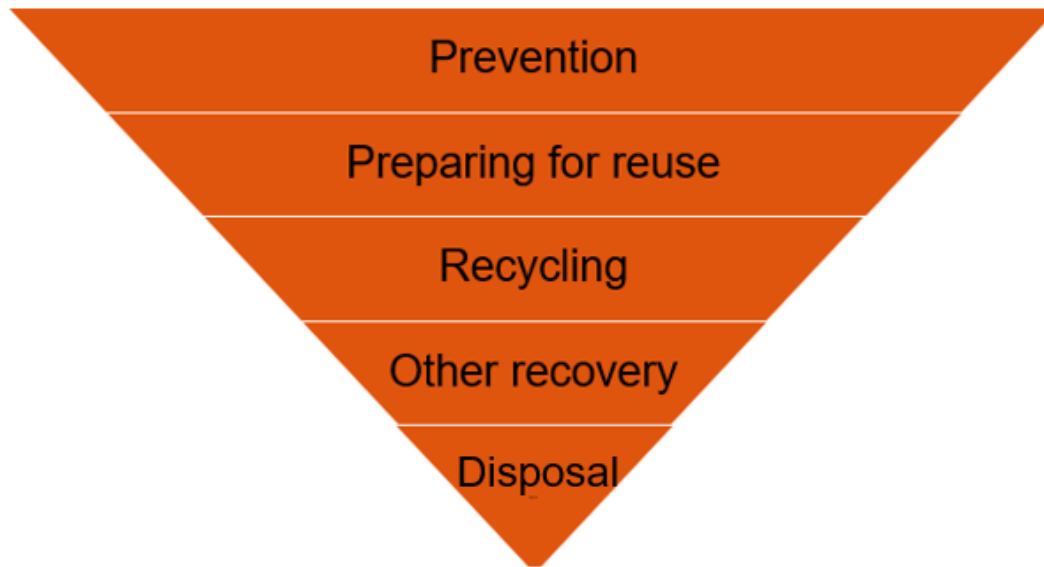 Prevention
Preparing for reuse
Recycling
Other recovery
Disposal